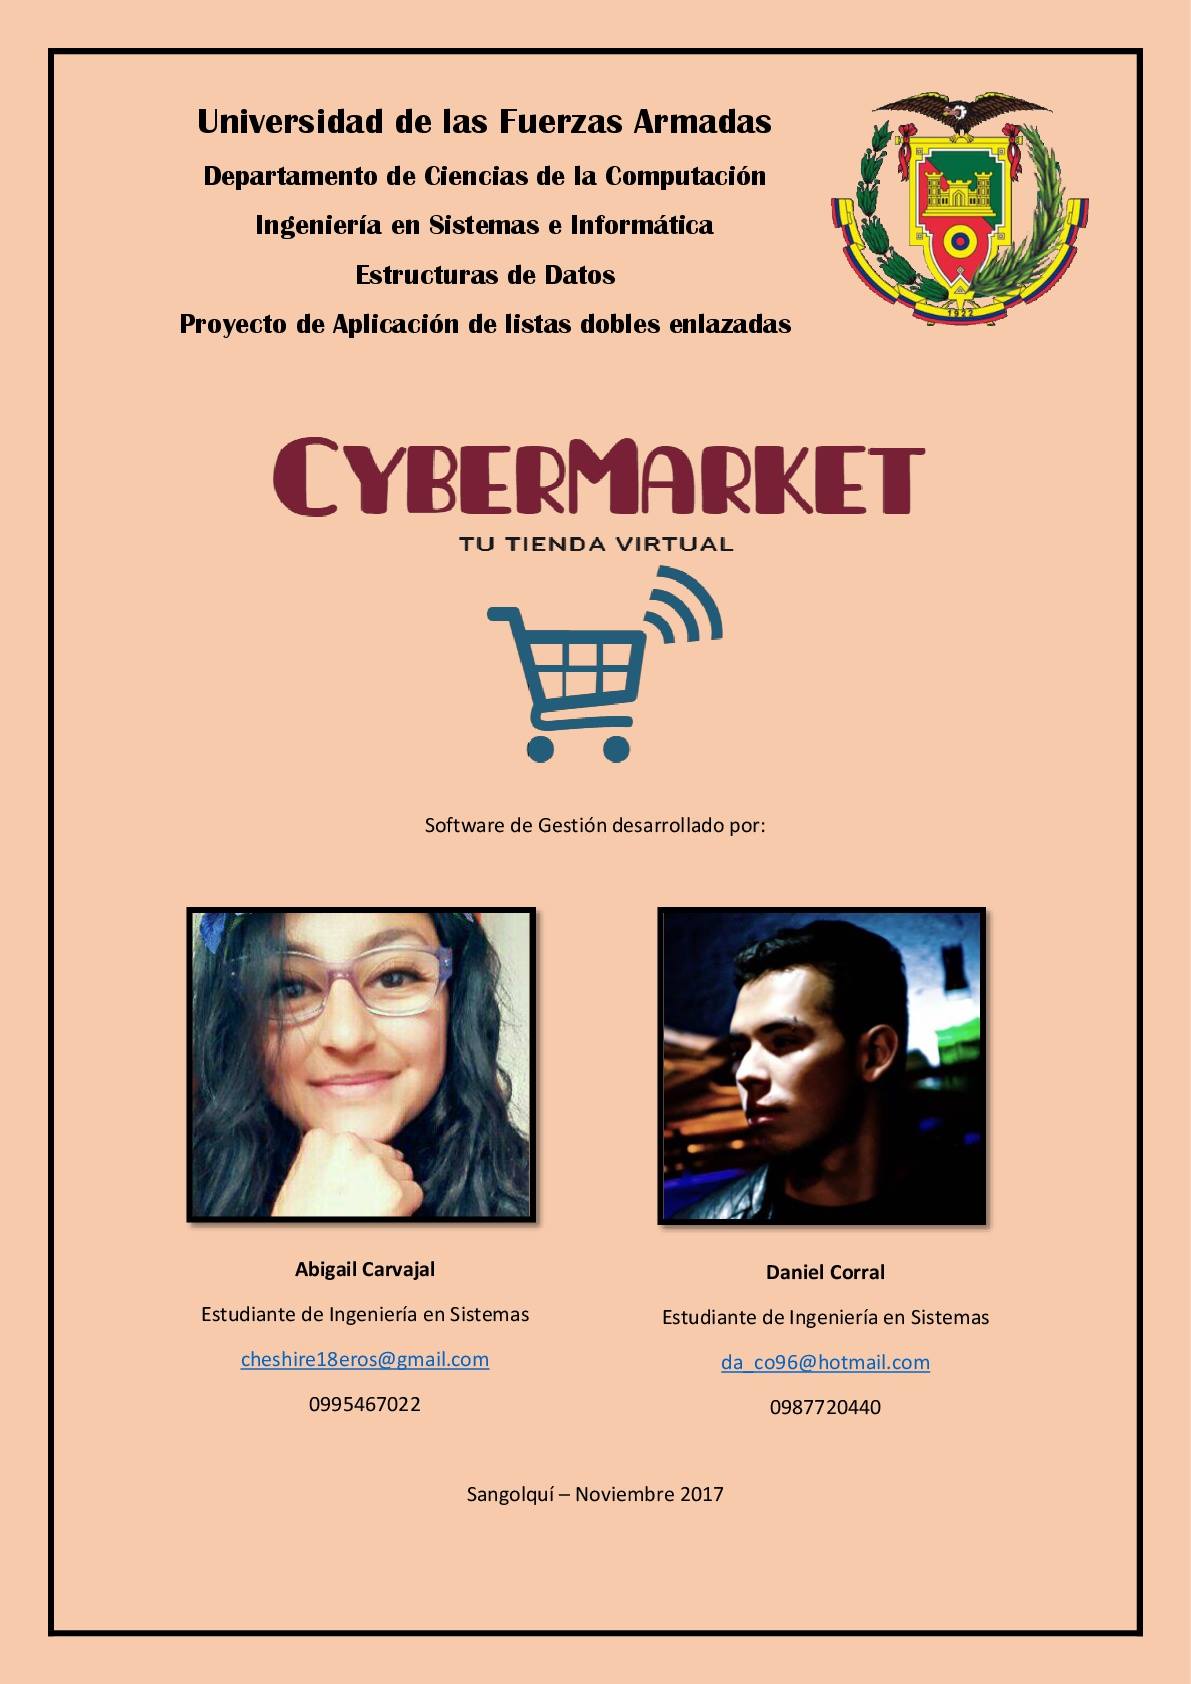 Universidad de las Fuerzas Armadas
Departamento de Ciencias de la Computación
Ingeniería en Sistemas e Informática
Estructuras de Datos
Proyecto de Aplicación de listas dobles enlazadas
1922
CYBERMARKET
TU TIENDA VIRTUAL
Software de Gestión desarrollado por:
Abigail Carvajal
Estudiante de Ingeniería en Sistemas
cheshire18eros@gmail.com
0995467022
Daniel Corral
Estudiante de Ingeniería en Sistemas
da_co96@hotmail.com
0987720440
Sangolquí – Noviembre 2017